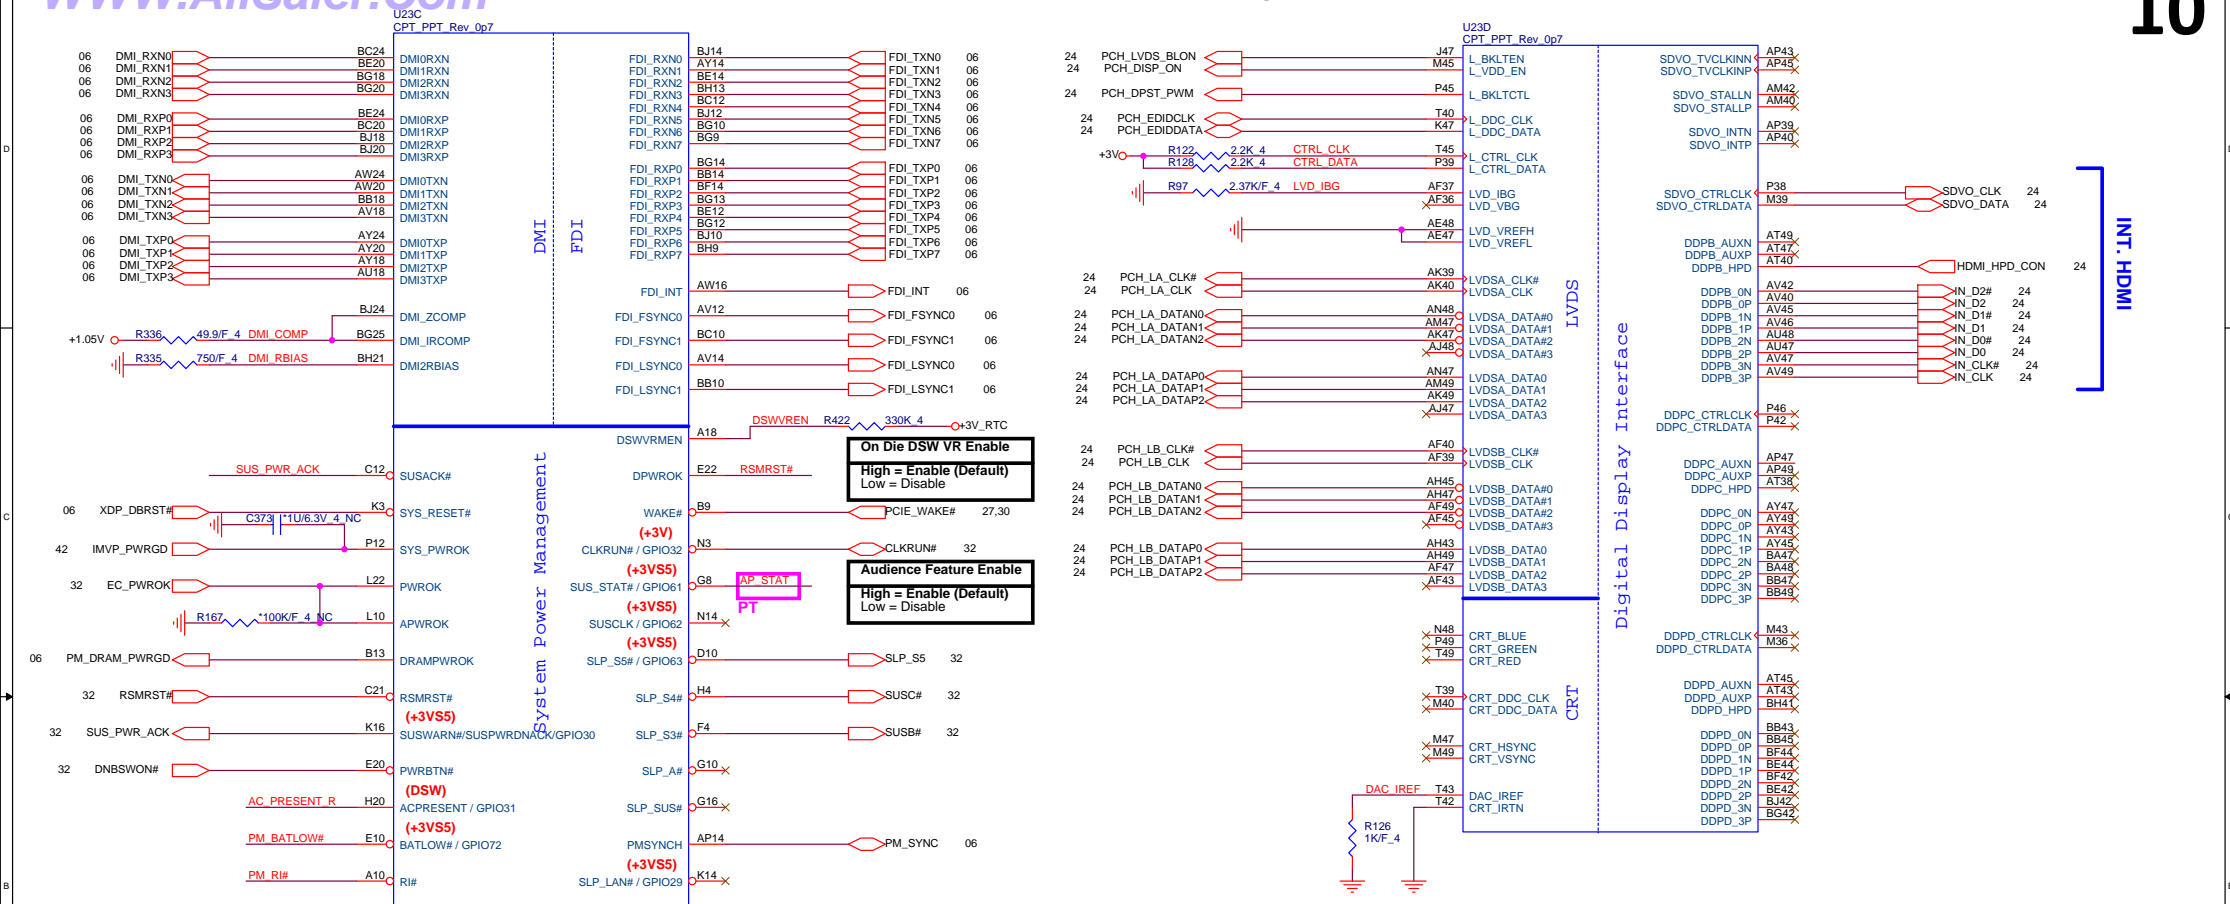 WWW.AliSaler.Com
10
U23C
CPT_PPT_Rev_0p7
06 DMI_RXN0 BC24 DMI0RXN
06 DMI_RXN1 BE20 DMI1RXN
06 DMI_RXN2 BG18 DMI2RXN
06 DMI_RXN3 BG20 DMI3RXN
06 DMI_RXP0 BE24 DMI0RXP
06 DMI_RXP1 BC20 DMI1RXP
06 DMI_RXP2 BJ18 DMI2RXP
06 DMI_RXP3 BJ20 DMI3RXP
06 DMI_TXN0 AW24 DMI0TXN
06 DMI_TXN1 AW20 DMI1TXN
06 DMI_TXN2 BB18 DMI2TXN
06 DMI_TXN3 AV18 DMI3TXN
06 DMI_TXP0 AY24 DMI0TXP
06 DMI_TXP1 AY20 DMI1TXP
06 DMI_TXP2 AY18 DMI2TXP
06 DMI_TXP3 AU18 DMI3TXP
BJ24 DMI_ZCOMP
+1.05V R336 49.9/F_4 DMI_COMP BG25 DMI_IRCOMP
R335 750/F_4 DMI_RBIAS BH21 DMI2RBIAS
DMI
FDI
FDI_RXN0 BJ14 FDI_TXN0 06
FDI_RXN1 AY14 FDI_TXN1 06
FDI_RXN2 BE14 FDI_TXN2 06
FDI_RXN3 BH13 FDI_TXN3 06
FDI_RXN4 BC12 FDI_TXN4 06
FDI_RXN5 BJ12 FDI_TXN5 06
FDI_RXN6 BG10 FDI_TXN6 06
FDI_RXN7 BG9 FDI_TXN7 06
FDI_RXP0 BG14 FDI_TXP0 06
FDI_RXP1 BB14 FDI_TXP1 06
FDI_RXP2 BF14 FDI_TXP2 06
FDI_RXP3 BG13 FDI_TXP3 06
FDI_RXP4 BE12 FDI_TXP4 06
FDI_RXP5 BG12 FDI_TXP5 06
FDI_RXP6 BJ10 FDI_TXP6 06
FDI_RXP7 BH9 FDI_TXP7 06
FDI_INT AW16 FDI_INT 06
FDI_FSYNC0 AV12 FDI_FSYNC0 06
FDI_FSYNC1 BC10 FDI_FSYNC1 06
FDI_LSYNC0 AV14 FDI_LSYNC0 06
FDI_LSYNC1 BB10 FDI_LSYNC1 06
SUS_PWR_ACK C12 SUSACK#
06 XDP_DBRST# K3 SYS_RESET#
C373 *1U/6.3V_4_NC
42 IMVP_PWRGD P12 SYS_PWROK
32 EC_PWROK L22 PWROK
R167 *100K/F_4_NC L10 APWROK
06 PM_DRAM_PWRGD B13 DRAMPWROK
32 RSMRST# C21 RSMRST#
(+3VS5)
32 SUS_PWR_ACK K16 SUSWARN#/SUSPWRDNACK/GPIO30
32 DNBSWON# E20 PWRBTN#
(DSW)
AC_PRESENT_R H20 ACPRESENT / GPIO31
(+3VS5)
PM_BATLOW# E10 BATLOW# / GPIO72
PM_RI# A10 RI#
System Power Management
DSWVRMEN A18 DSWVREN R422 330K_4 +3V_RTC
DPWROK E22 RSMRST#
WAKE# B9 PCIE_WAKE# 27,30
(+3V)
CLKRUN# / GPIO32 N3 CLKRUN# 32
(+3VS5)
SUS_STAT# / GPIO61 G8 AP_STAT
PT
(+3VS5)
SUSCLK / GPIO62 N14
(+3VS5)
SLP_S5# / GPIO63 D10 SLP_S5 32
SLP_S4# H4 SUSC# 32
SLP_S3# F4 SUSB# 32
SLP_A# G10
SLP_SUS# G16
PMSYNCH AP14 PM_SYNC 06
(+3VS5)
SLP_LAN# / GPIO29 K14
On Die DSW VR Enable
High = Enable (Default)
Low = Disable
Audience Feature Enable
High = Enable (Default)
Low = Disable
U23D
CPT_PPT_Rev_0p7
24 PCH_LVDS_BLON J47 L_BKLTEN
24 PCH_DISP_ON M45 L_VDD_EN
24 PCH_DPST_PWM P45 L_BKLTCTL
24 PCH_EDIDCLK T40 L_DDC_CLK
24 PCH_EDIDDATA K47 L_DDC_DATA
+3V R122 2.2K_4 CTRL_CLK T45 L_CTRL_CLK
R128 2.2K_4 CTRL_DATA P39 L_CTRL_DATA
R97 2.37K/F_4 LVD_IBG AF37 LVD_IBG
AF36 LVD_VBG
AE48 LVD_VREFH
AE47 LVD_VREFL
24 PCH_LA_CLK# AK39 LVDSA_CLK#
24 PCH_LA_CLK AK40 LVDSA_CLK
24 PCH_LA_DATAN0 AN48 LVDSA_DATA#0
24 PCH_LA_DATAN1 AM47 LVDSA_DATA#1
24 PCH_LA_DATAN2 AK47 LVDSA_DATA#2
AJ48 LVDSA_DATA#3
24 PCH_LA_DATAP0 AN47 LVDSA_DATA0
24 PCH_LA_DATAP1 AM49 LVDSA_DATA1
24 PCH_LA_DATAP2 AK49 LVDSA_DATA2
AJ47 LVDSA_DATA3
24 PCH_LB_CLK# AF40 LVDSB_CLK#
24 PCH_LB_CLK AF39 LVDSB_CLK
24 PCH_LB_DATAN0 AH45 LVDSB_DATA#0
24 PCH_LB_DATAN1 AH47 LVDSB_DATA#1
24 PCH_LB_DATAN2 AF49 LVDSB_DATA#2
AF45 LVDSB_DATA#3
24 PCH_LB_DATAP0 AH43 LVDSB_DATA0
24 PCH_LB_DATAP1 AH49 LVDSB_DATA1
24 PCH_LB_DATAP2 AF47 LVDSB_DATA2
AF43 LVDSB_DATA3
N48 CRT_BLUE
P49 CRT_GREEN
T49 CRT_RED
T39 CRT_DDC_CLK
M40 CRT_DDC_DATA
M47 CRT_HSYNC
M49 CRT_VSYNC
DAC_IREF T43 DAC_IREF
T42 CRT_IRTN
R126
1K/F_4
LVDS
CRT
Digital Display Interface
SDVO_TVCLKINN AP43
SDVO_TVCLKINP AP45
SDVO_STALLN AM42
SDVO_STALLP AM40
SDVO_INTN AP39
SDVO_INTP AP40
SDVO_CTRLCLK P38 SDVO_CLK 24
SDVO_CTRLDATA M39 SDVO_DATA 24
DDPB_AUXN AT49
DDPB_AUXP AT47
DDPB_HPD AT40 HDMI_HPD_CON 24
DDPB_0N AV42 IN_D2# 24
DDPB_0P AV40 IN_D2 24
DDPB_1N AV45 IN_D1# 24
DDPB_1P AV46 IN_D1 24
DDPB_2N AU48 IN_D0# 24
DDPB_2P AU47 IN_D0 24
DDPB_3N AV47 IN_CLK# 24
DDPB_3P AV49 IN_CLK 24
INT. HDMI
DDPC_CTRLCLK P46
DDPC_CTRLDATA P42
DDPC_AUXN AP47
DDPC_AUXP AP49
DDPC_HPD AT38
DDPC_0N AY47
DDPC_0P AY49
DDPC_1N AY43
DDPC_1P AY45
DDPC_2N BA47
DDPC_2P BA48
DDPC_3N BB47
DDPC_3P BB49
DDPD_CTRLCLK M43
DDPD_CTRLDATA M36
DDPD_AUXN AT45
DDPD_AUXP AT43
DDPD_HPD BH41
DDPD_0N BB43
DDPD_0P BB45
DDPD_1N BF44
DDPD_1P BE44
DDPD_2N BF42
DDPD_2P BE42
DDPD_3N BJ42
DDPD_3P BG42
D
C
B